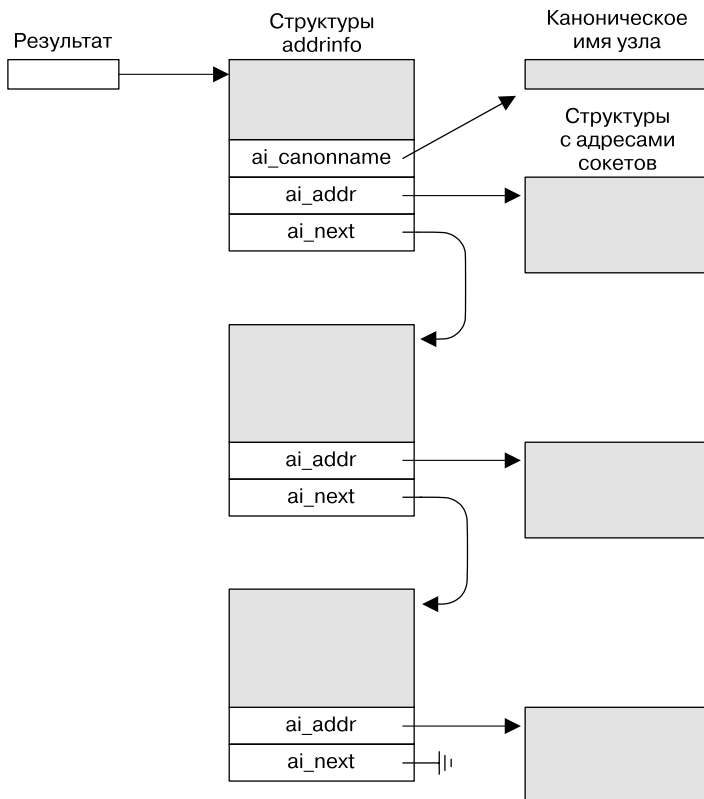 Результат
Структуры
addrinfo
Каноническое
имя узла
ai_canonname
ai_addr
ai_next
Структуры
с адресами
сокетов
ai_addr
ai_next
ai_addr
ai_next